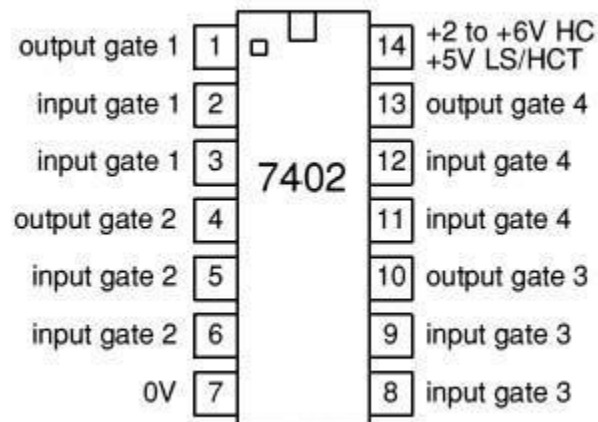 output gate 1 1 14 +2 to +6V HC
+5V LS/HCT
input gate 1 2 13 output gate 4
input gate 1 3 12 input gate 4
7402
output gate 2 4 11 input gate 4
input gate 2 5 10 output gate 3
input gate 2 6 9 input gate 3
0V 7 8 input gate 3